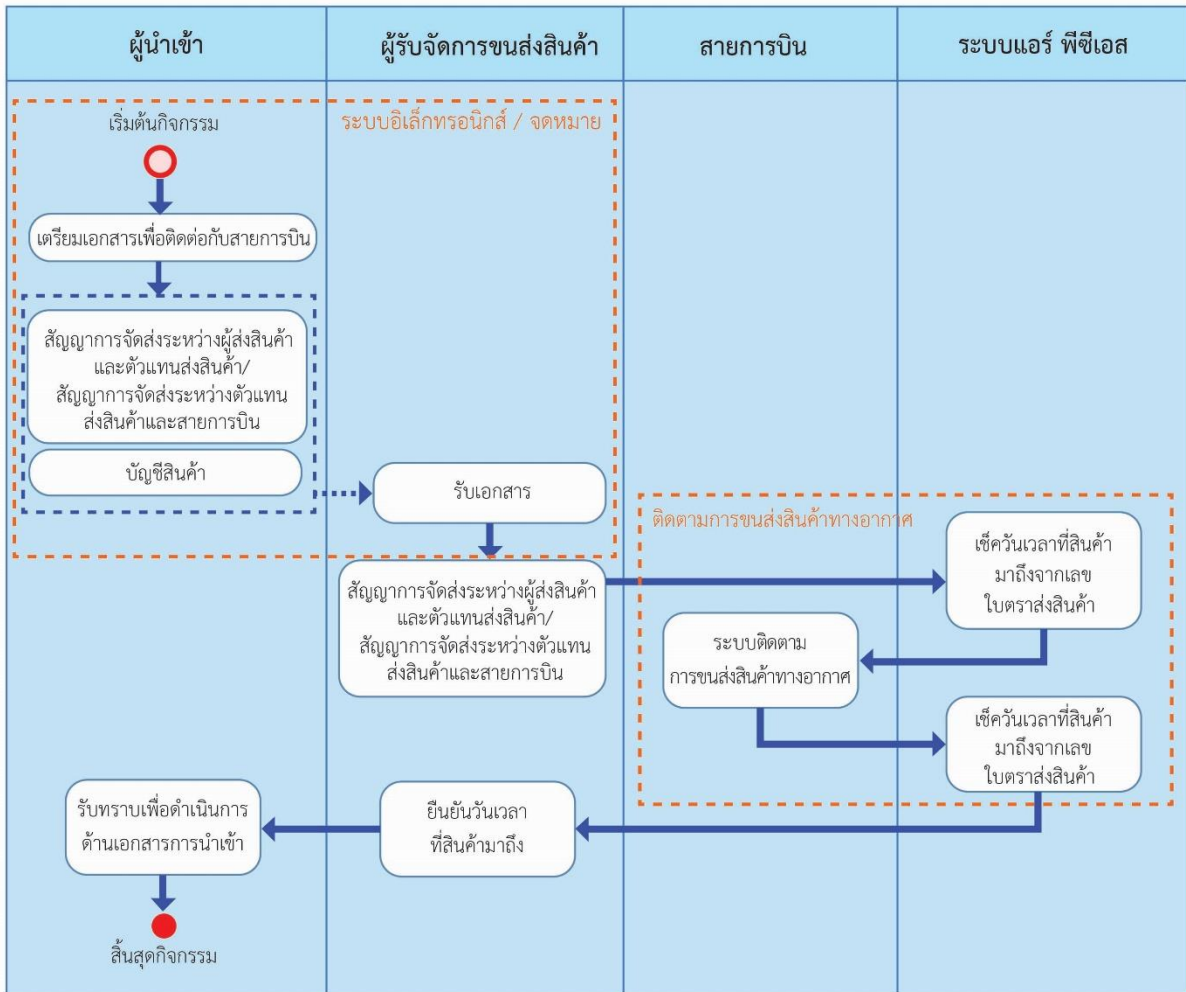 ผู้นำเข้า
ผู้รับจัดการขนส่งสินค้า
สายการบิน
ระบบแอร์ พีซีเอส
เริ่มต้นกิจกรรม
ระบบอิเล็กทรอนิกส์ / จดหมาย
เตรียมเอกสารเพื่อติดต่อกับสายการบิน
สัญญาการจัดส่งระหว่างผู้ส่งสินค้า
และตัวแทนส่งสินค้า/
สัญญาการจัดส่งระหว่างตัวแทน
ส่งสินค้าและสายการบิน
บัญชีสินค้า
รับเอกสาร
ติดตามการขนส่งสินค้าทางอากาศ
เช็ควันเวลาที่สินค้า
มาถึงจากเลข
ใบตราส่งสินค้า
สัญญาการจัดส่งระหว่างผู้ส่งสินค้า
และตัวแทนส่งสินค้า/
สัญญาการจัดส่งระหว่างตัวแทน
ส่งสินค้าและสายการบิน
ระบบติดตาม
การขนส่งสินค้าทางอากาศ
เช็ควันเวลาที่สินค้า
มาถึงจากเลข
ใบตราส่งสินค้า
รับทราบเพื่อดำเนินการ
ด้านเอกสารการนำเข้า
ยืนยันวันเวลา
ที่สินค้ามาถึง
สิ้นสุดกิจกรรม